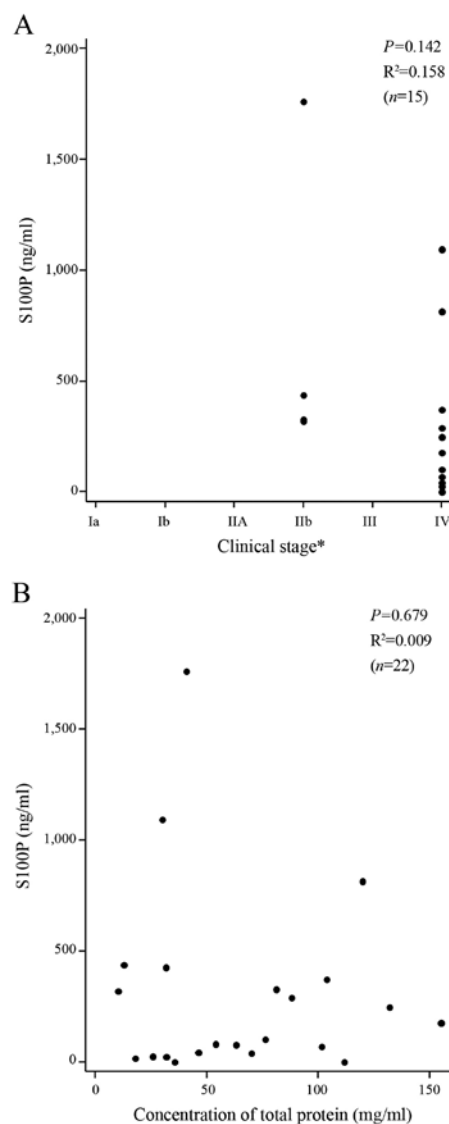 A
P=0.142
R²=0.158
(n=15)
2,000
1,500
1,000
500
0
S100P (ng/ml)
Ia Ib IIA IIb III IV
Clinical stage*
B
P=0.679
R²=0.009
(n=22)
2,000
1,500
1,000
500
0
S100P (ng/ml)
0 50 100 150
Concentration of total protein (mg/ml)